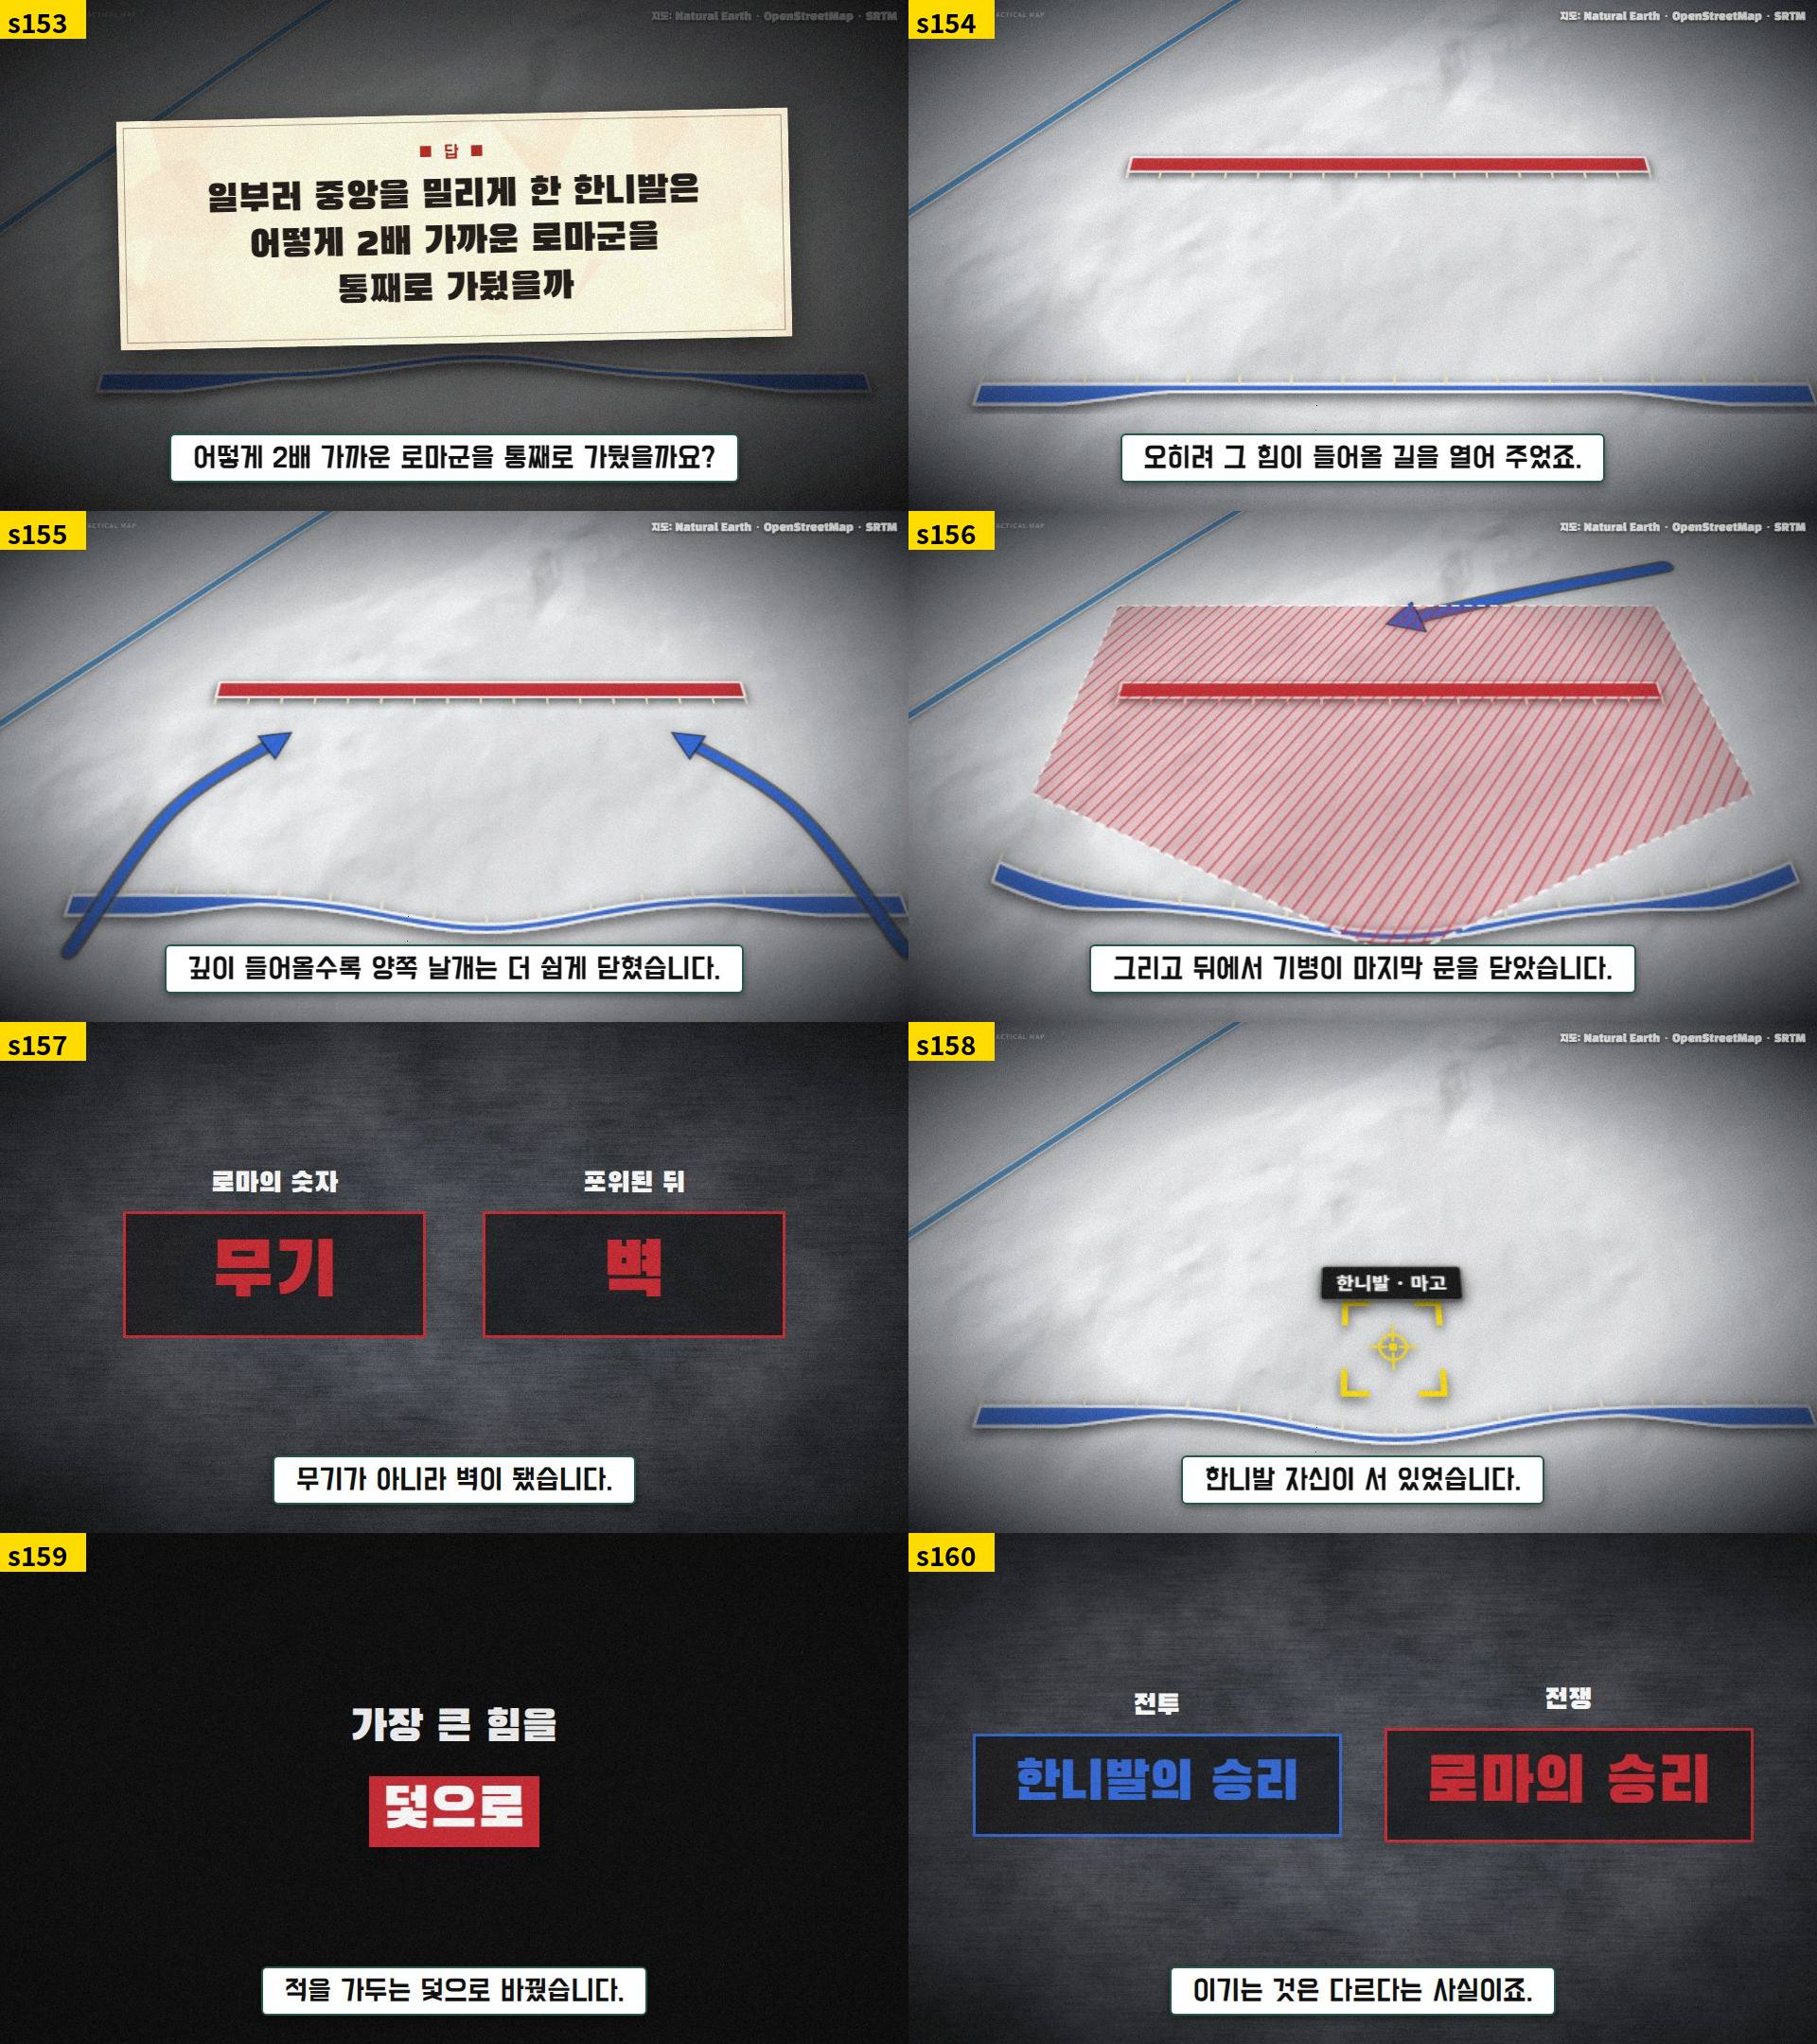 s153
지도: Natural Earth · OpenStreetMap · SRTM
■ 답 ■
일부러 중앙을 밀리게 한 한니발은
어떻게 2배 가까운 로마군을
통째로 가뒀을까
어떻게 2배 가까운 로마군을 통째로 가뒀을까요?
s154
ACTICAL MAP
지도: Natural Earth · OpenStreetMap · SRTM
오히려 그 힘이 들어올 길을 열어 주었죠.
s155
ACTICAL MAP
지도: Natural Earth · OpenStreetMap · SRTM
깊이 들어올수록 양쪽 날개는 더 쉽게 닫혔습니다.
s156
ACTICAL MAP
지도: Natural Earth · OpenStreetMap · SRTM
그리고 뒤에서 기병이 마지막 문을 닫았습니다.
s157
로마의 숫자
포위된 뒤
무기
벽
무기가 아니라 벽이 됐습니다.
s158
ACTICAL MAP
지도: Natural Earth · OpenStreetMap · SRTM
한니발 · 마고
한니발 자신이 서 있었습니다.
s159
가장 큰 힘을
덫으로
적을 가두는 덫으로 바꿨습니다.
s160
전투
전쟁
한니발의 승리
로마의 승리
이기는 것은 다르다는 사실이죠.